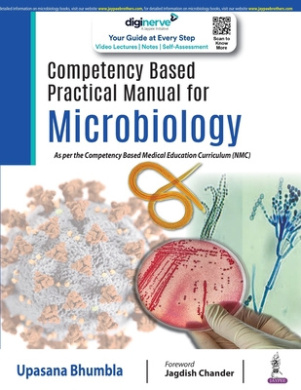 diginerve
Your Guide at Every Step
Video Lectures | Notes | Self-Assessment
Scan to
Know
More
Competency Based
Practical Manual for
Microbiology
As per the Competency Based Medical Education Curriculum (NMC)
Upasana Bhumbla
Foreword
Jagdish Chander